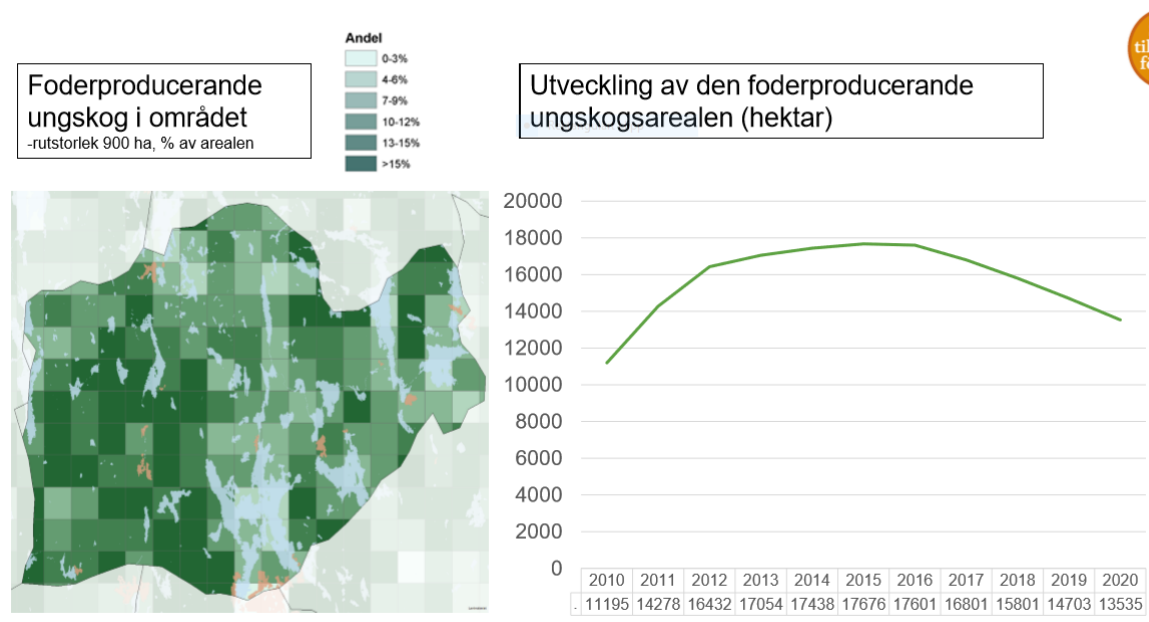 Andel
0-3%
4-6%
7-9%
10-12%
13-15%
>15%
Foderproducerande
ungskog i området
-rutstorlek 900 ha, % av arealen
Utveckling av den foderproducerande
ungskogsarealen (hektar)
20000
18000
16000
14000
12000
10000
8000
6000
4000
2000
0
2010 2011 2012 2013 2014 2015 2016 2017 2018 2019 2020
. 11195 14278 16432 17054 17438 17676 17601 16801 15801 14703 13535